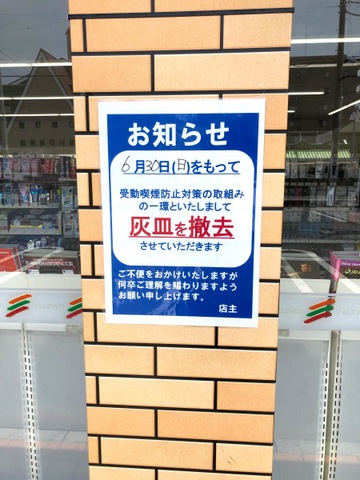 お知らせ
6月30日(日)をもって
受動喫煙防止対策の取組み
の一環といたしまして
灰皿を撤去
させていただきます
ご不便をおかけいたしますが
何卒ご理解を賜わりますよう
お願い申し上げます。
店主